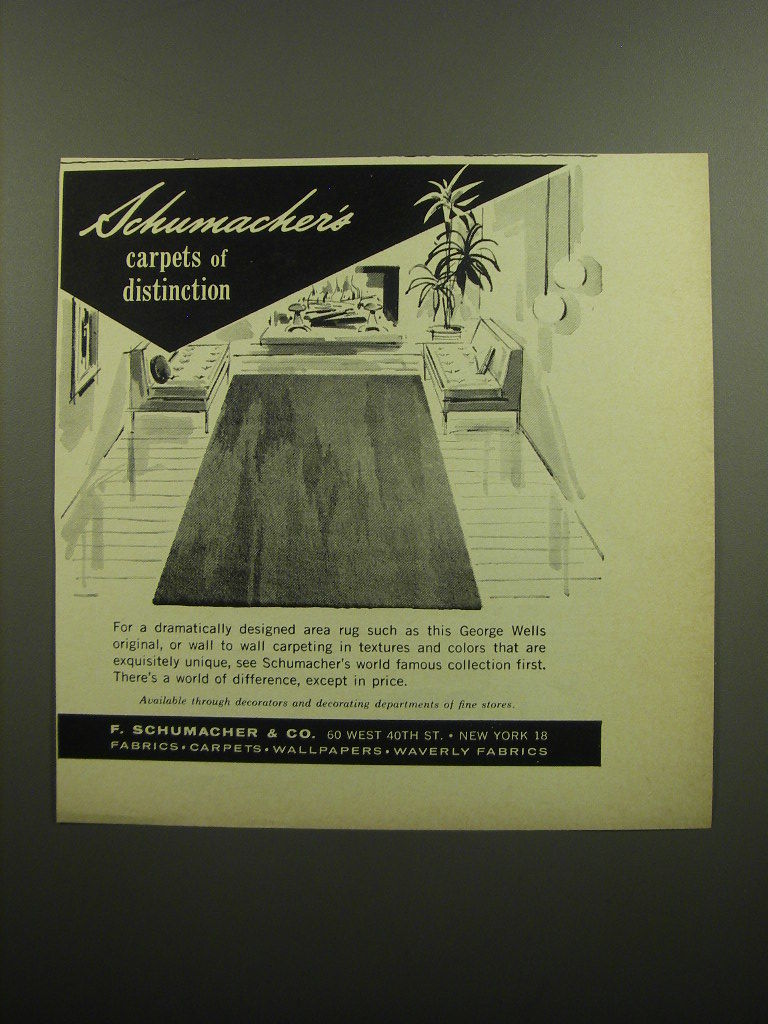 Schumacher's
carpets of
distinction
For a dramatically designed area rug such as this George Wells
original, or wall to wall carpeting in textures and colors that are
exquisitely unique, see Schumacher's world famous collection first.
There's a world of difference, except in price.
Available through decorators and decorating departments of fine stores.
F. SCHUMACHER & CO. 60 WEST 40TH ST. • NEW YORK 18
FABRICS • CARPETS • WALLPAPERS • WAVERLY FABRICS